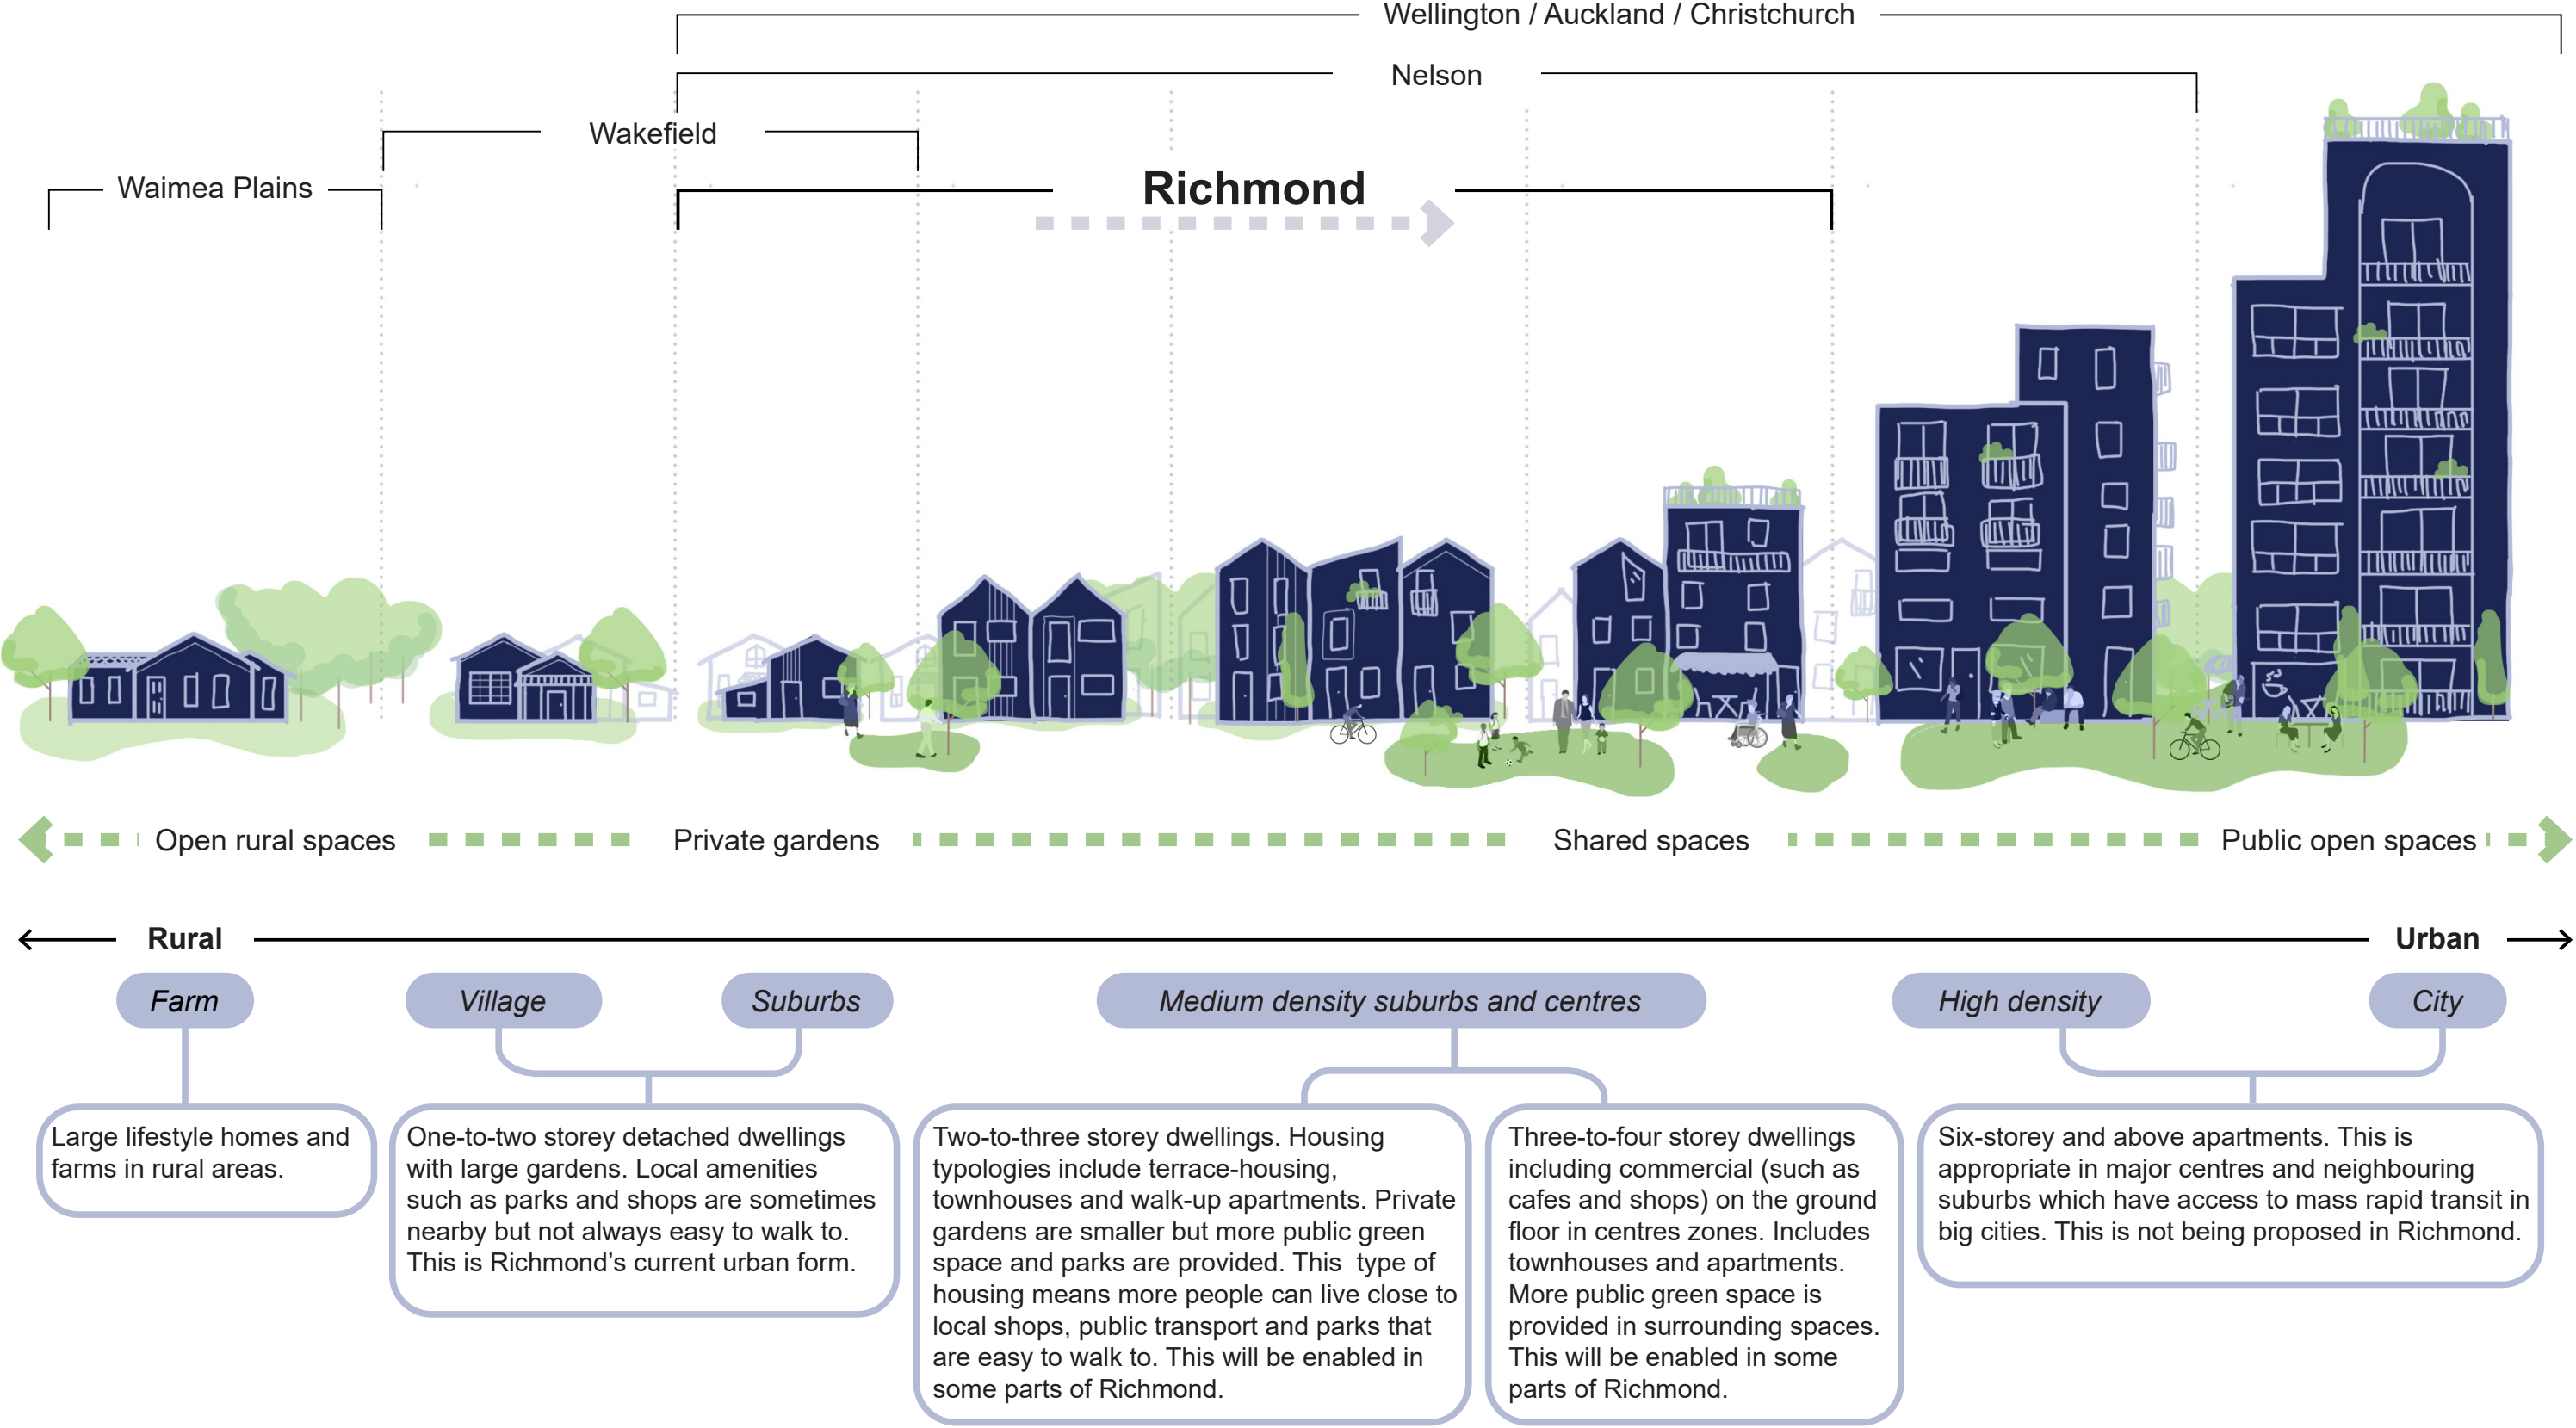 Wellington / Auckland / Christchurch
Nelson
Wakefield
Waimea Plains
Richmond
Open rural spaces
Private gardens
Shared spaces
Public open spaces
Rural
Urban
Farm
Village
Suburbs
Medium density suburbs and centres
High density
City
Large lifestyle homes and
farms in rural areas.
One-to-two storey detached dwellings
with large gardens. Local amenities
such as parks and shops are sometimes
nearby but not always easy to walk to.
This is Richmond’s current urban form.
Two-to-three storey dwellings. Housing
typologies include terrace-housing,
townhouses and walk-up apartments. Private
gardens are smaller but more public green
space and parks are provided. This  type of
housing means more people can live close to
local shops, public transport and parks that
are easy to walk to. This will be enabled in
some parts of Richmond.
Three-to-four storey dwellings
including commercial (such as
cafes and shops) on the ground
floor in centres zones. Includes
townhouses and apartments.
More public green space is
provided in surrounding spaces.
This will be enabled in some
parts of Richmond.
Six-storey and above apartments. This is
appropriate in major centres and neighbouring
suburbs which have access to mass rapid transit in
big cities. This is not being proposed in Richmond.